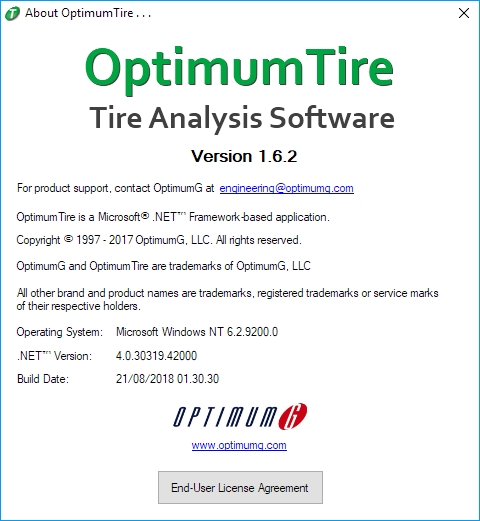 About OptimumTire . . .
OptimumTire
Tire Analysis Software
Version 1.6.2
For product support, contact OptimumG at engineering@optimumg.com
OptimumTire is a Microsoft® .NET™ Framework-based application.
Copyright © 1997 - 2017 OptimumG, LLC. All rights reserved.
OptimumG and OptimumTire are trademarks of OptimumG, LLC
All other brand and product names are trademarks, registered trademarks or service marks
of their respective holders.
Operating System: Microsoft Windows NT 6.2.9200.0
.NET™ Version: 4.0.30319.42000
Build Date: 21/08/2018 01.30.30
OPTIMUM G
www.optimumg.com
End-User License Agreement